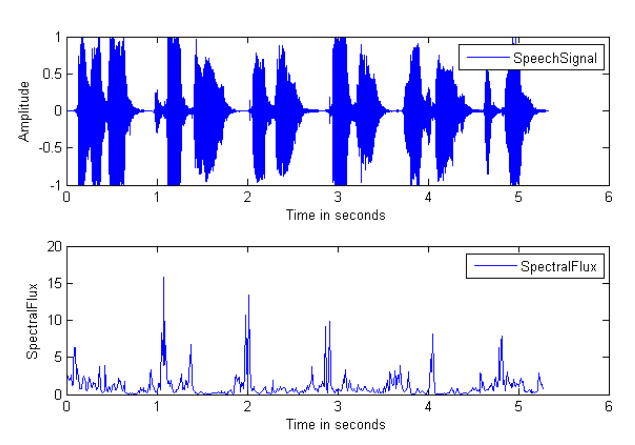 1
0.5
0
-0.5
-1
Amplitude
SpeechSignal
0 1 2 3 4 5 6
Time in seconds
20
15
10
5
0
SpectralFlux
SpectralFlux
0 1 2 3 4 5 6
Time in seconds